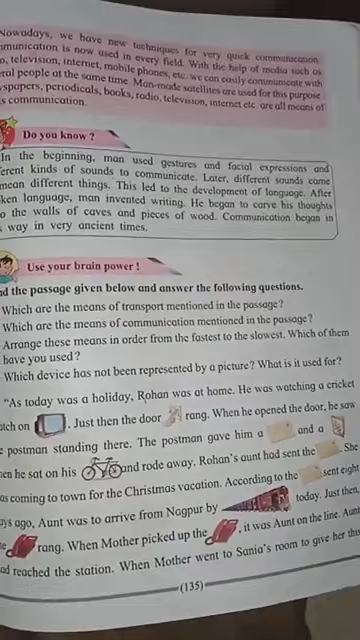 Nowadays, we have new techniques for very quick communication.
mmunication is now used in every field. With the help of media such as
o, television, internet, mobile phones, etc. we can easily communicate with
eral people at the same time. Man-made satellites are used for this purpose.
wspapers, periodicals, books, radio, television, internet etc. are all means of
s communication.
Do you know ?
In the beginning, man used gestures and facial expressions and
ferent kinds of sounds to communicate. Later, different sounds came
mean different things. This led to the development of language. After
ken language, man invented writing. He began to carve his thoughts
o the walls of caves and pieces of wood. Communication began in
s way in very ancient times.
Use your brain power !
ad the passage given below and answer the following questions.
Which are the means of transport mentioned in the passage?
Which are the means of communication mentioned in the passage?
Arrange these means in order from the fastest to the slowest. Which of them
have you used?
Which device has not been represented by a picture? What is it used for?
“As today was a holiday, Rohan was at home. He was watching a cricket
atch on . Just then the door rang. When he opened the door, he saw
e postman standing there. The postman gave him a and a
hen he sat on his and rode away. Rohan's aunt had sent the . She
as coming to town for the Christmas vacation. According to the sent eight
ays ago, Aunt was to arrive from Nagpur by today. Just then,
e rang. When Mother picked up the , it was Aunt on the line. Aunt
ad reached the station. When Mother went to Sania's room to give her this
(135)